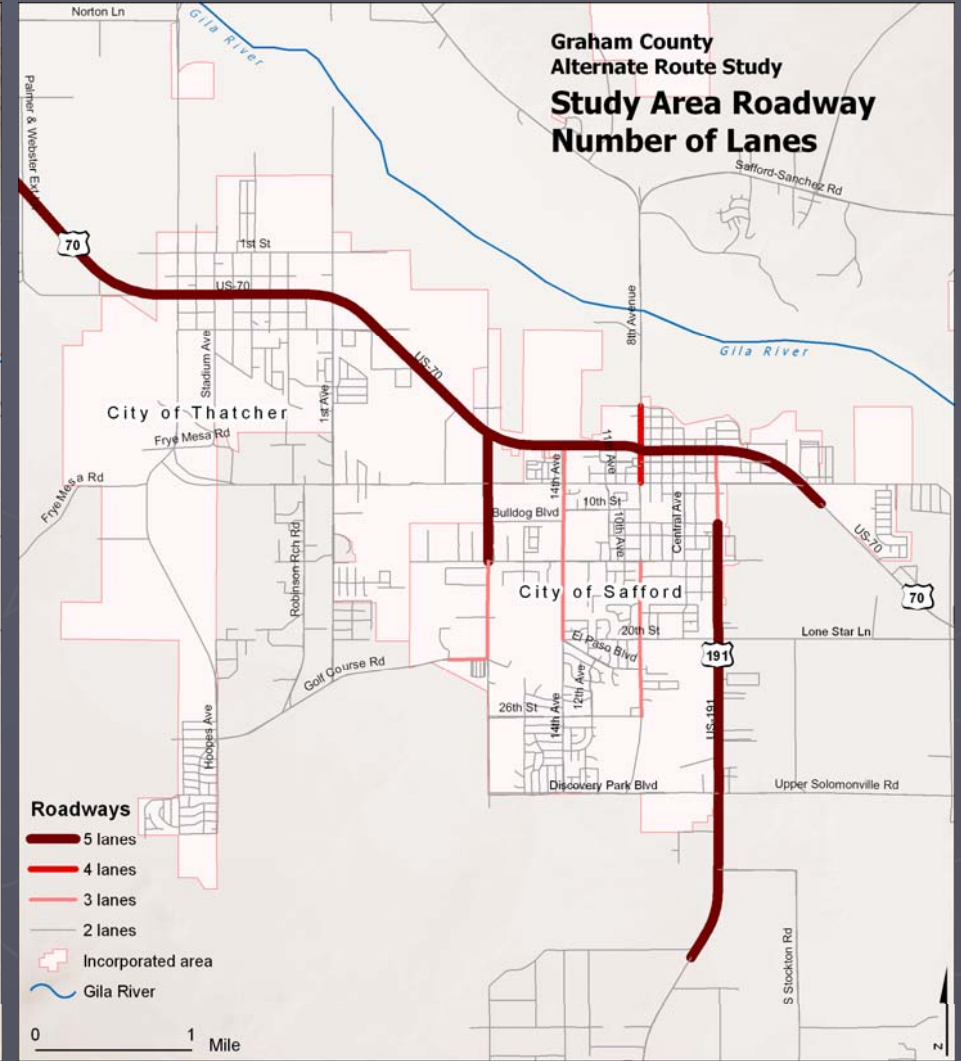 Norton Ln
Gila River
Graham County
Alternate Route Study
Study Area Roadway
Number of Lanes
Palmer & Webster Ext
Safford-Sanchez Rd
70
1st St
US-70
8th Avenue
Gila River
US-70
Stadium Ave
1st Ave
City of Thatcher
Frye Mesa Rd
Frye Mesa Rd
14th Ave
11th Ave
10th St
Bulldog Blvd
10th Ave
Central Ave
US-70
70
Robinson Rch Rd
City of Safford
20th St
Lone Star Ln
El Paso Blvd
191
Golf Course Rd
12th Ave
26th St
14th Ave
US-191
Hoopes Ave
Discovery Park Blvd
Upper Solomonville Rd
Roadways
5 lanes
4 lanes
3 lanes
2 lanes
Incorporated area
Gila River
S Stockton Rd
0 1 Mile
N